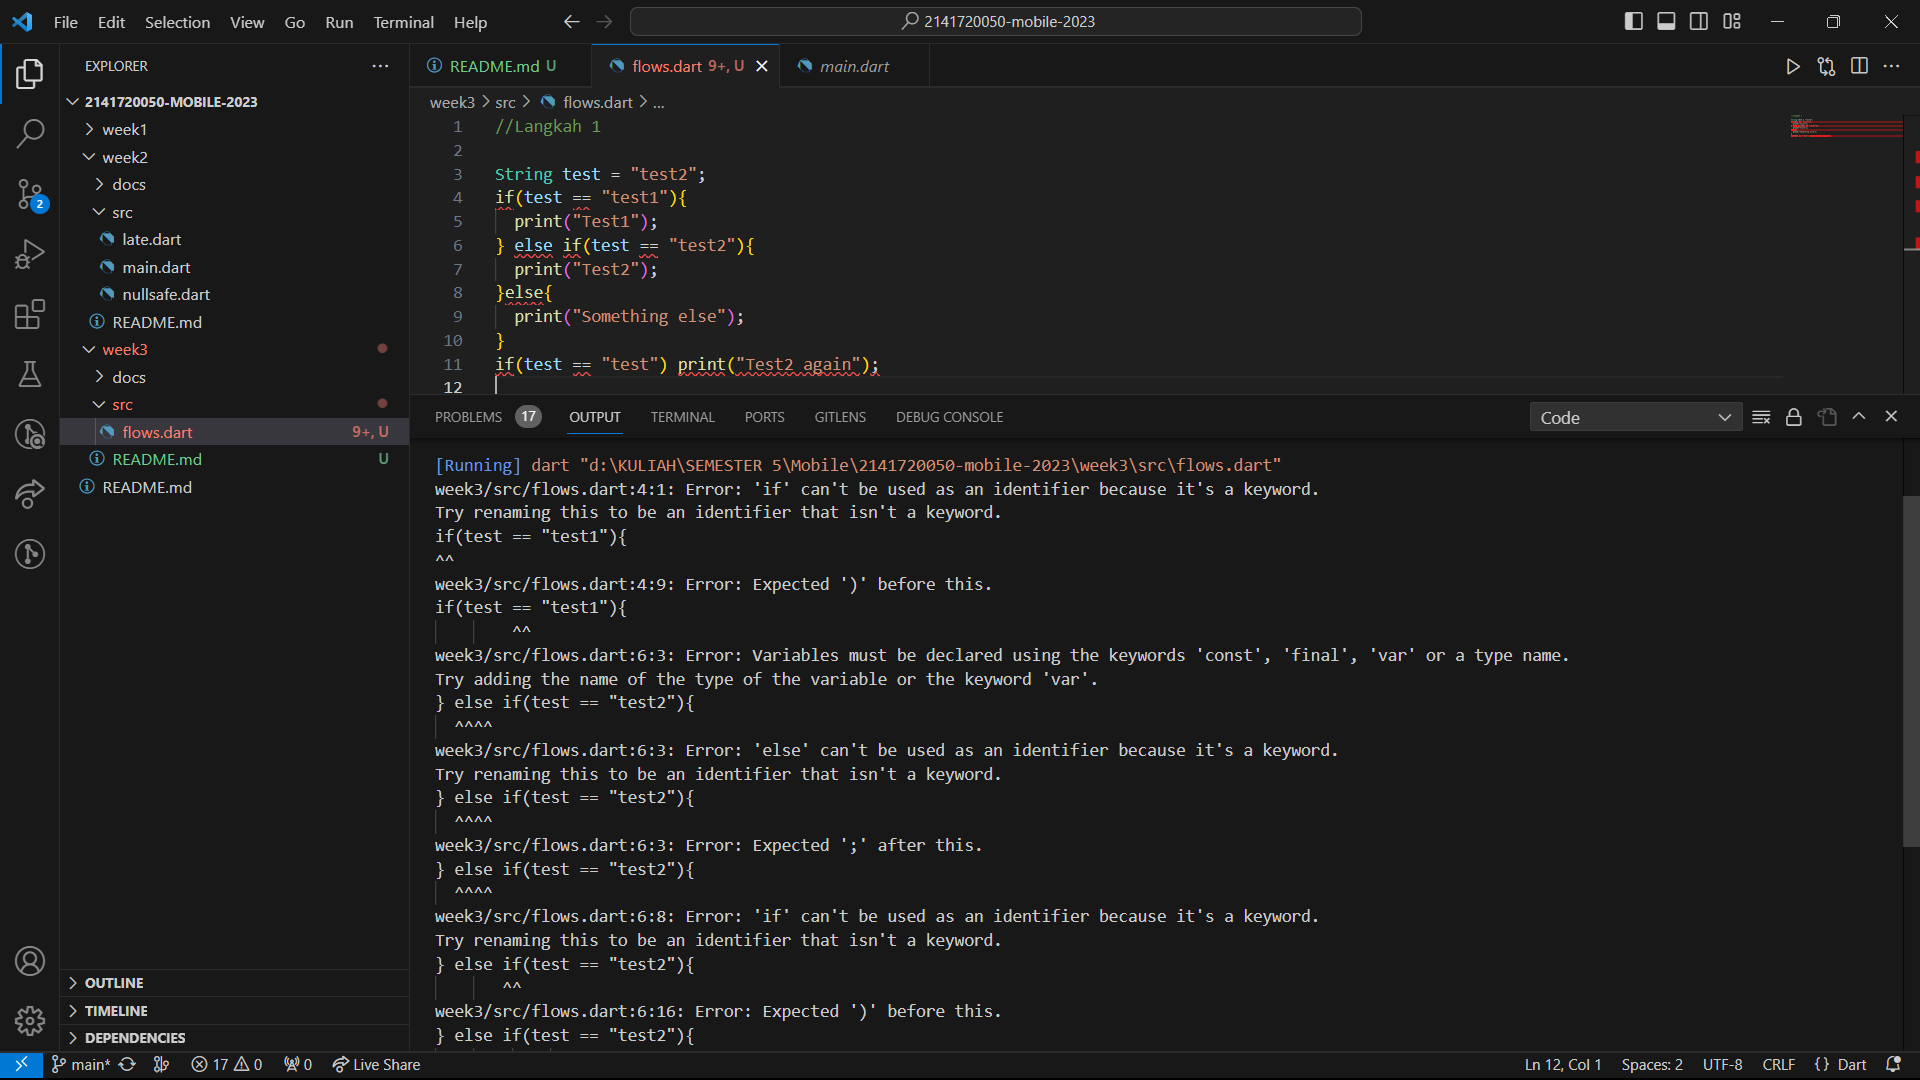 File Edit Selection View Go Run Terminal Help
2141720050-mobile-2023
EXPLORER
2141720050-MOBILE-2023
week1
week2
docs
src
late.dart
main.dart
nullsafe.dart
README.md
week3
docs
src
flows.dart 9+, U
README.md U
README.md
OUTLINE
TIMELINE
DEPENDENCIES
2
README.md U
flows.dart 9+, U
main.dart
week3 > src > flows.dart > ...
1 //Langkah 1
2
3 String test = "test2";
4 if(test == "test1"){
5 print("Test1");
6 } else if(test == "test2"){
7 print("Test2");
8 }else{
9 print("Something else");
10 }
11 if(test == "test") print("Test2 again");
12
PROBLEMS 17 OUTPUT TERMINAL PORTS GITLENS DEBUG CONSOLE
Code
[Running] dart "d:\KULIAH\SEMESTER 5\Mobile\2141720050-mobile-2023\week3\src\flows.dart"
week3/src/flows.dart:4:1: Error: 'if' can't be used as an identifier because it's a keyword.
Try renaming this to be an identifier that isn't a keyword.
if(test == "test1"){
^^
week3/src/flows.dart:4:9: Error: Expected ')' before this.
if(test == "test1"){
^^
week3/src/flows.dart:6:3: Error: Variables must be declared using the keywords 'const', 'final', 'var' or a type name.
Try adding the name of the type of the variable or the keyword 'var'.
} else if(test == "test2"){
^^^^
week3/src/flows.dart:6:3: Error: 'else' can't be used as an identifier because it's a keyword.
Try renaming this to be an identifier that isn't a keyword.
} else if(test == "test2"){
^^^^
week3/src/flows.dart:6:3: Error: Expected ';' after this.
} else if(test == "test2"){
^^^^
week3/src/flows.dart:6:8: Error: 'if' can't be used as an identifier because it's a keyword.
Try renaming this to be an identifier that isn't a keyword.
} else if(test == "test2"){
^^
week3/src/flows.dart:6:16: Error: Expected ')' before this.
} else if(test == "test2"){
main* 17 0 0 Live Share
Ln 12, Col 1 Spaces: 2 UTF-8 CRLF {} Dart